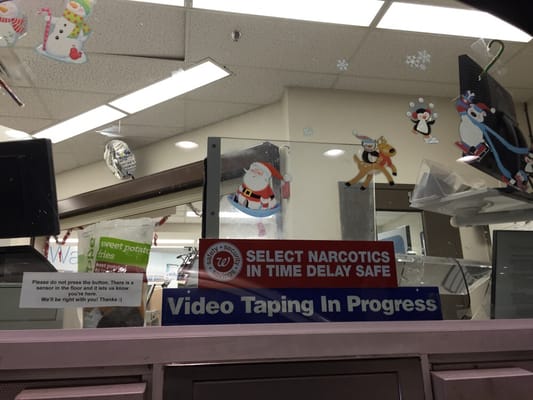 sweet potato
fries
Please do not press the button. There is a
sensor in the floor and it lets us know
you're here.
We'll be right with you! Thanks :)
SELECT NARCOTICS
IN TIME DELAY SAFE
Video Taping In Progress